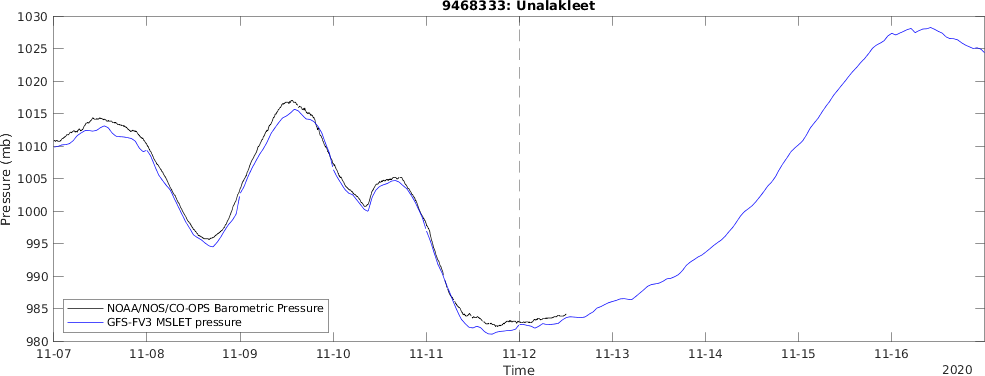 9468333: Unalakleet
1030
1025
1020
1015
1010
1005
1000
995
990
985
980
Pressure (mb)
NOAA/NOS/CO-OPS Barometric Pressure
GFS-FV3 MSLET pressure
11-07 11-08 11-09 11-10 11-11 11-12 11-13 11-14 11-15 11-16
Time
2020